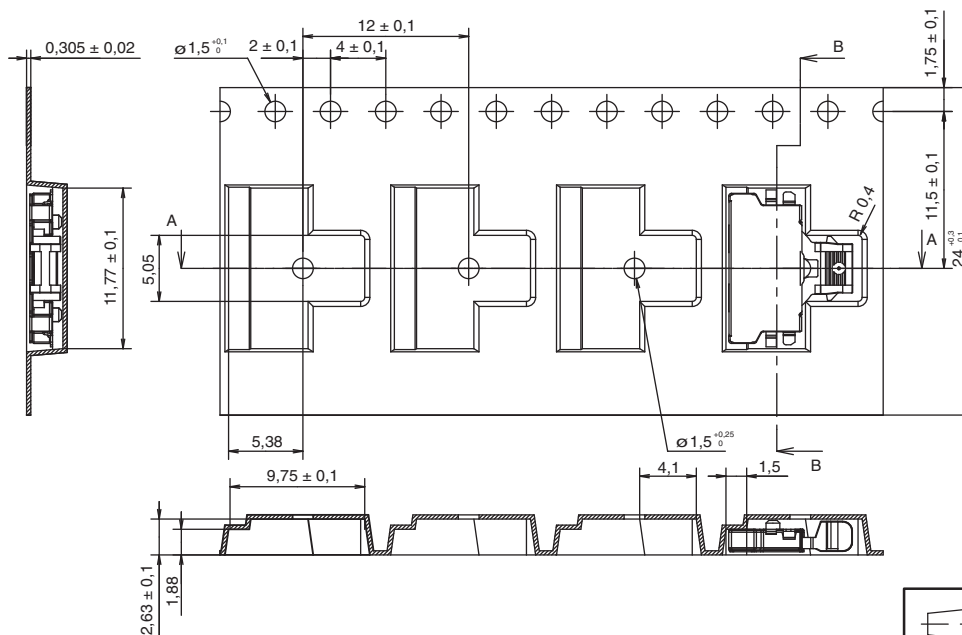 12 ± 0,1
0,305 ± 0,02
ø1,5 +0,1 0
2 ± 0,1
4 ± 0,1
B
1,75 ± 0,1
11,77 ± 0,1
A
5,05
R 0,4
11,5 ± 0,1
A
24 +0,3 -0,1
5,38
ø1,5 +0,25 0
B
9,75 ± 0,1
4,1
1,5
2,63 ± 0,1
1,88